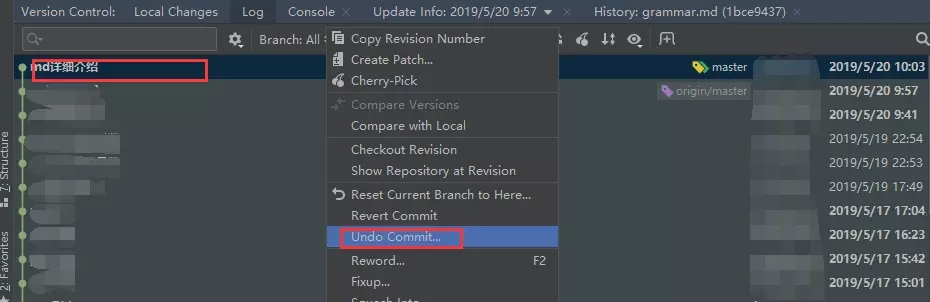 Version Control: Local Changes Log Console Update Info: 2019/5/20 9:57 History: grammar.md (1bce9437)
Branch: All
Copy Revision Number
Create Patch...
md详细介绍 master 2019/5/20 10:03
Cherry-Pick
origin/master 2019/5/20 9:57
Compare Versions
2019/5/20 9:41
Compare with Local
2019/5/19 22:54
Checkout Revision
2019/5/19 22:53
Show Repository at Revision
2019/5/19 17:49
Reset Current Branch to Here...
Revert Commit 2019/5/17 17:04
Undo Commit... 2019/5/17 16:23
Reword... F2 2019/5/17 15:42
Fixup... 2019/5/17 15:01
7: Structure
2: Favorites